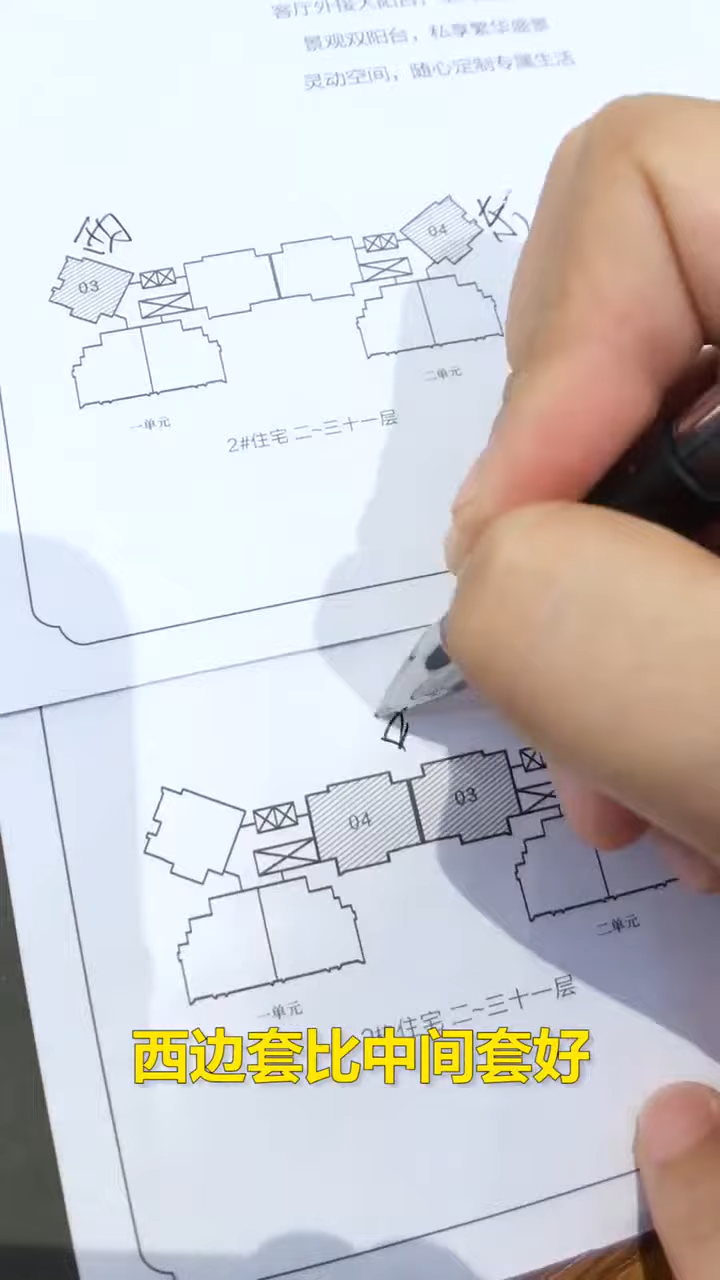 客厅外接大阳台，
景观双阳台，私享繁华盛景
灵动空间，随心定制专属生活
04
03
二单元
一单元
2#住宅 二~三十一层
03
04
二单元
一单元
2#住宅 二~三十一层
西边套比中间套好